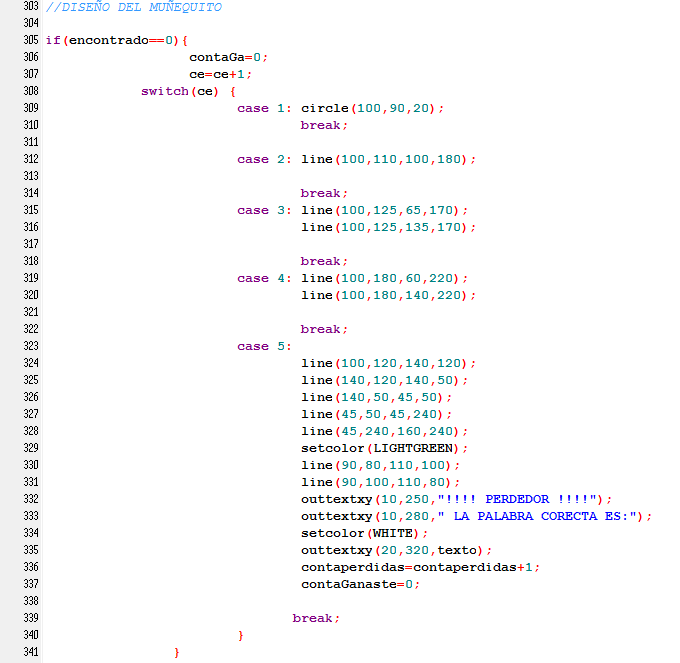 303 //DISEÑO DEL MUÑEQUITO
304
305 if(encontrado==0){
306 contaGa=0;
307 ce=ce+1;
308 switch(ce) {
309 case 1: circle(100,90,20);
310 break;
311
312 case 2: line(100,110,100,180);
313
314 break;
315 case 3: line(100,125,65,170);
316 line(100,125,135,170);
317
318 break;
319 case 4: line(100,180,60,220);
320 line(100,180,140,220);
321
322 break;
323 case 5:
324 line(100,120,140,120);
325 line(140,120,140,50);
326 line(140,50,45,50);
327 line(45,50,45,240);
328 line(45,240,160,240);
329 setcolor(LIGHTGREEN);
330 line(90,80,110,100);
331 line(90,100,110,80);
332 outtextxy(10,250,"!!!! PERDEDOR !!!!");
333 outtextxy(10,280," LA PALABRA CORECTA ES:");
334 setcolor(WHITE);
335 outtextxy(20,320,texto);
336 contaperdidas=contaperdidas+1;
337 contaGanaste=0;
338
339 break;
340 }
341 }